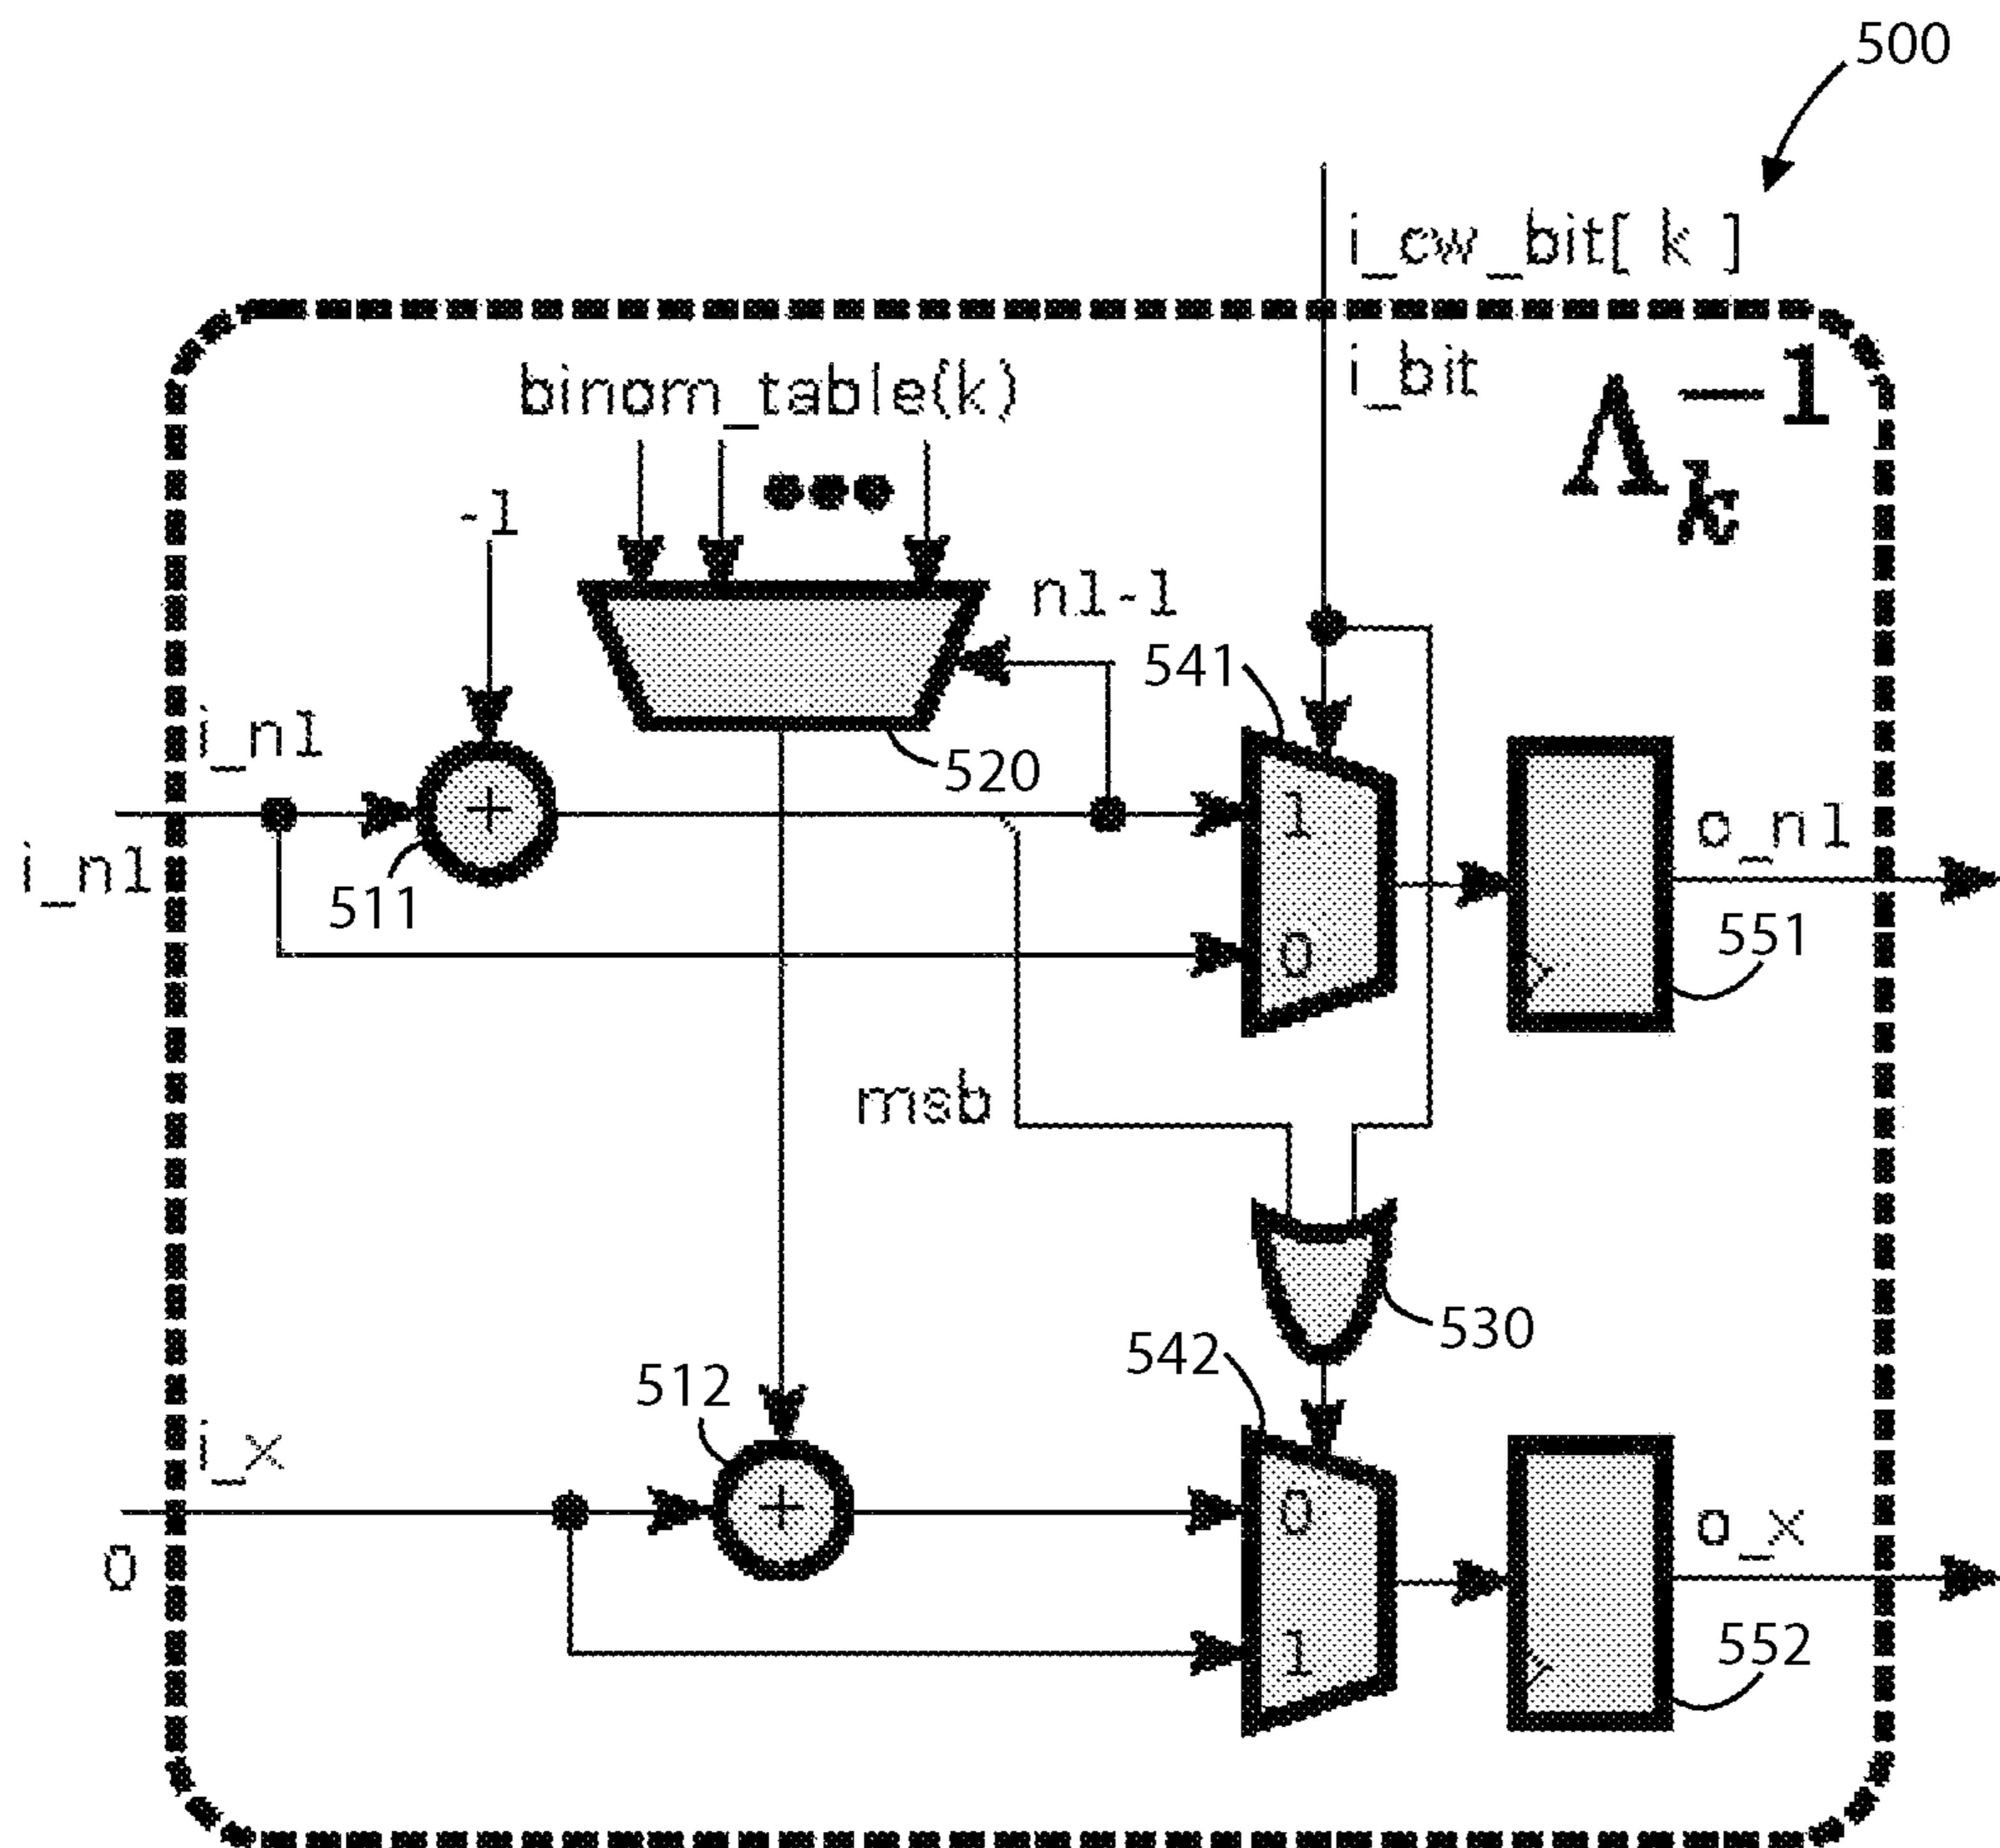 500
i_cw_bit[ k ]
i_bit
Λk−1
binom_table(k)
-1
n1-1
541
i_n1
520
1
+
o_n1
i_n1
511
551
0
msb
530
542
512
i_x
0
+
o_x
0
1
552